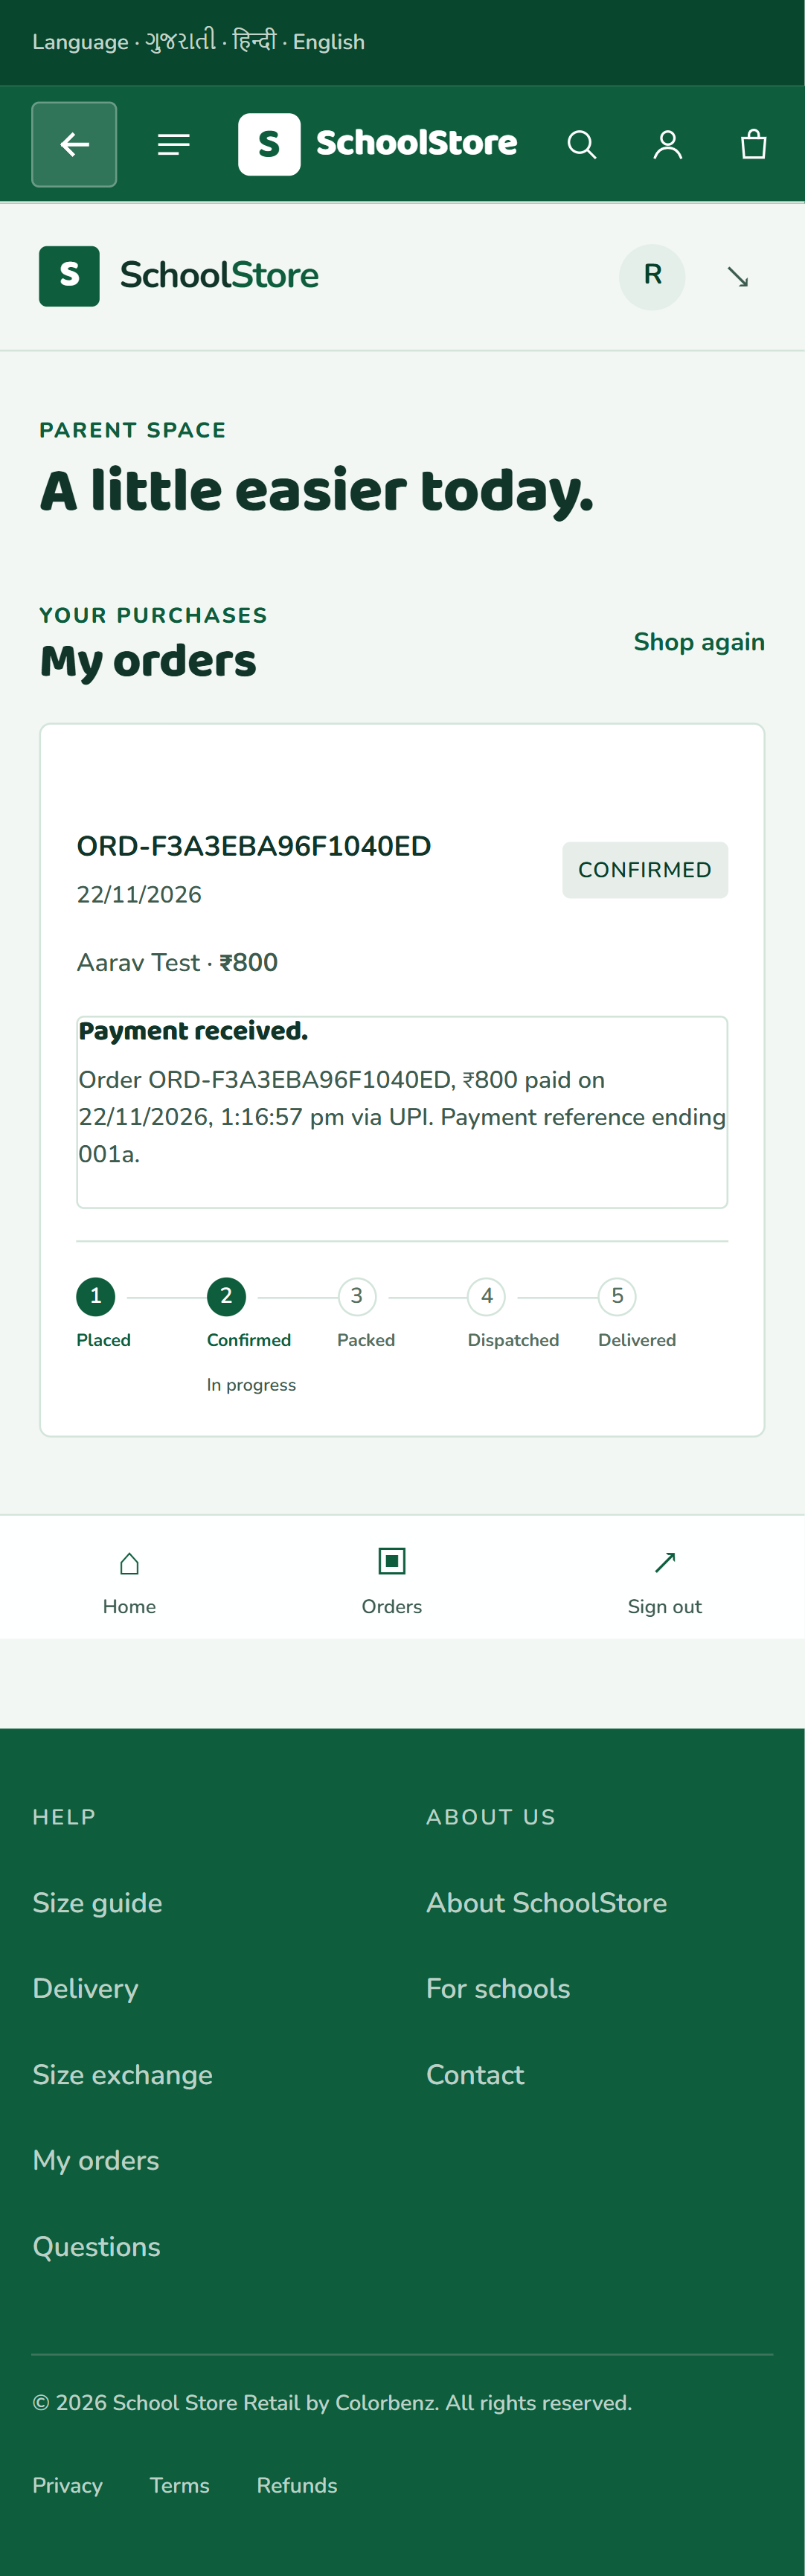 Language · ગુજરાતી · हिन्दी · English
S SchoolStore
S SchoolStore
R
PARENT SPACE
A little easier today.
YOUR PURCHASES
My orders
Shop again
ORD-F3A3EBA96F1040ED
22/11/2026
CONFIRMED
Aarav Test · ₹800
Payment received.
Order ORD-F3A3EBA96F1040ED, ₹800 paid on
22/11/2026, 1:16:57 pm via UPI. Payment reference ending
001a.
1 2 3 4 5
Placed Confirmed Packed Dispatched Delivered
In progress
Home Orders Sign out
HELP
Size guide
Delivery
Size exchange
My orders
Questions
ABOUT US
About SchoolStore
For schools
Contact
© 2026 School Store Retail by Colorbenz. All rights reserved.
Privacy Terms Refunds